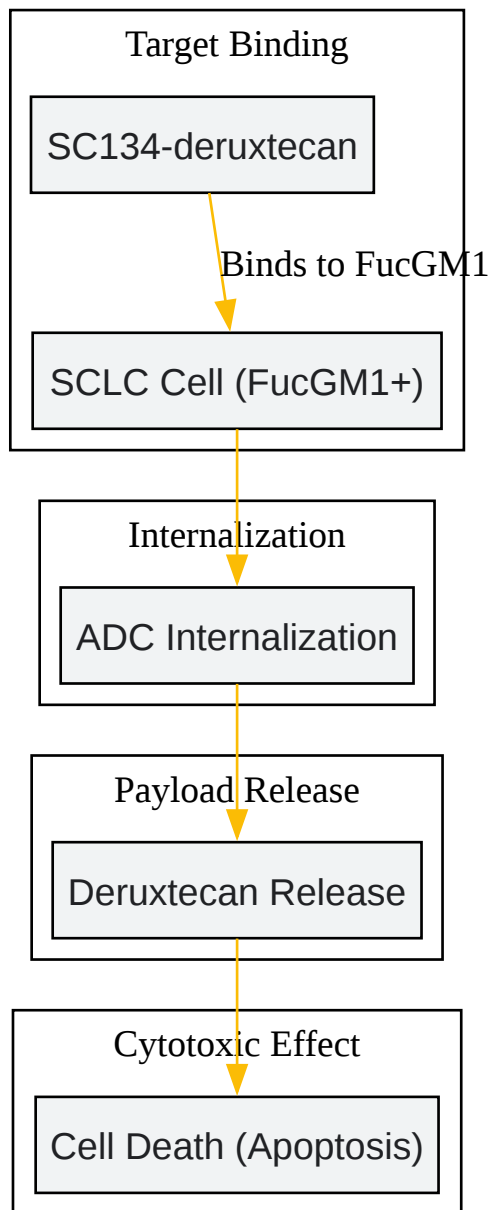 Target Binding
SC134-deruxtecan
Binds to FucGM1
SCLC Cell (FucGM1+)
Internalization
ADC Internalization
Payload Release
Deruxtecan Release
Cytotoxic Effect
Cell Death (Apoptosis)